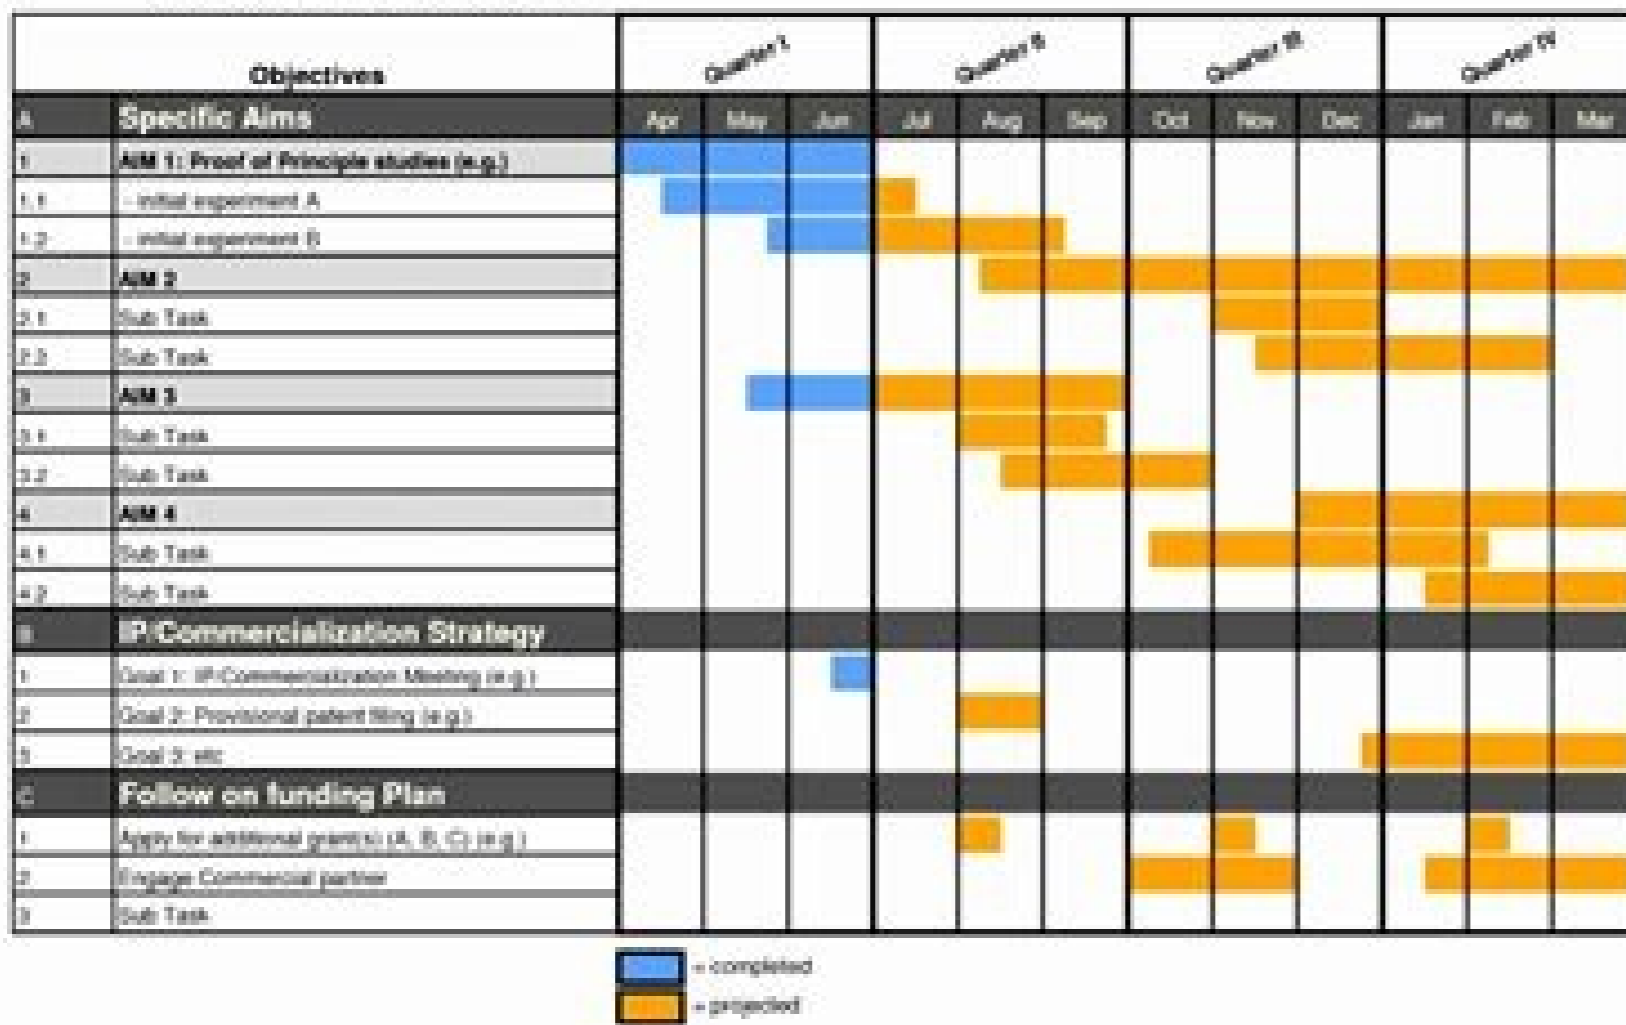 Objectives Quarter I Quarter II Quarter III Quarter IV
A Specific Aims Apr May Jun Jul Aug Sep Oct Nov Dec Jan Feb Mar
1 AIM 1: Proof of Principle studies (e.g.)
1.1 - initial experiment A
1.2 - initial experiment B
2 AIM 2
2.1 Sub Task
2.2 Sub Task
3 AIM 3
3.1 Sub Task
3.2 Sub Task
4 AIM 4
4.1 Sub Task
4.2 Sub Task
B IP/Commercialization Strategy
1 Goal 1: IP/Commercialization Meeting (e.g.)
2 Goal 2: Provisional patent filing (e.g.)
3 Goal 3: etc
C Follow on funding Plan
1 Apply for additional grant(s) (A, B, C) (e.g.)
2 Engage Commercial partner
3 Sub Task
= completed
= projected